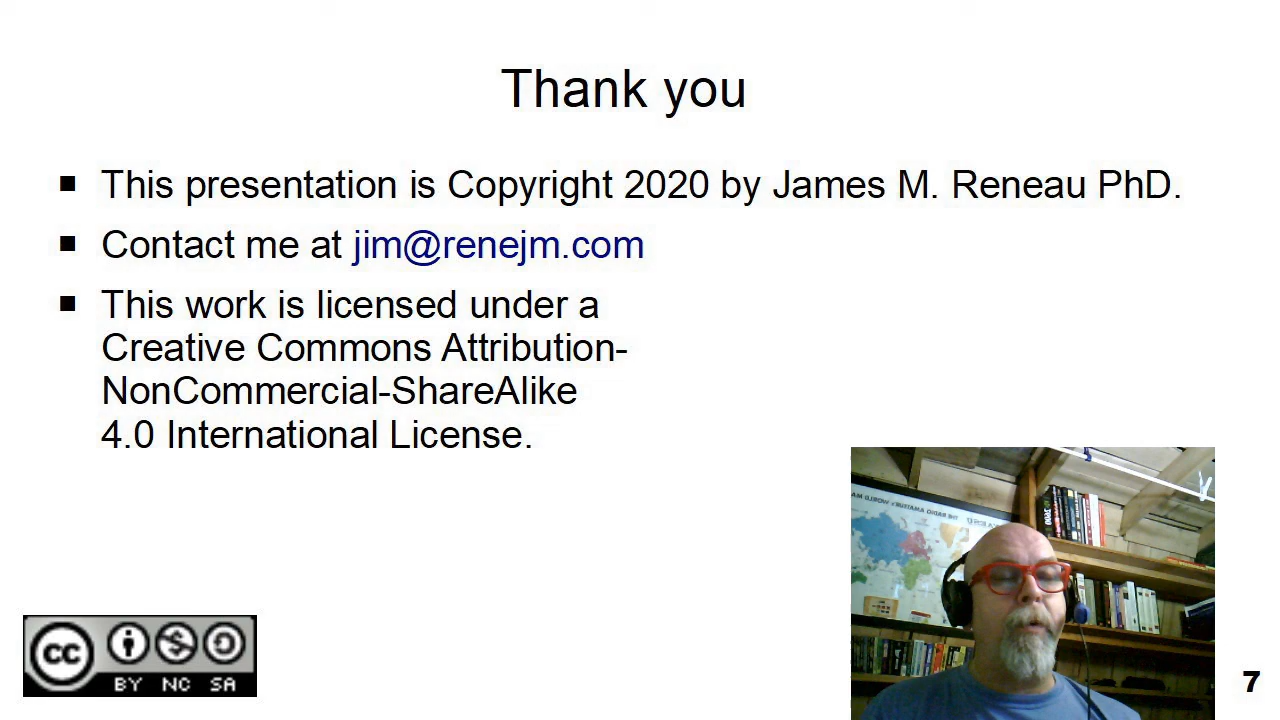 Thank you
This presentation is Copyright 2020 by James M. Reneau PhD.
Contact me at jim@renejm.com
This work is licensed under a
Creative Commons Attribution-
NonCommercial-ShareAlike
4.0 International License.
cc
BY NC SA
7